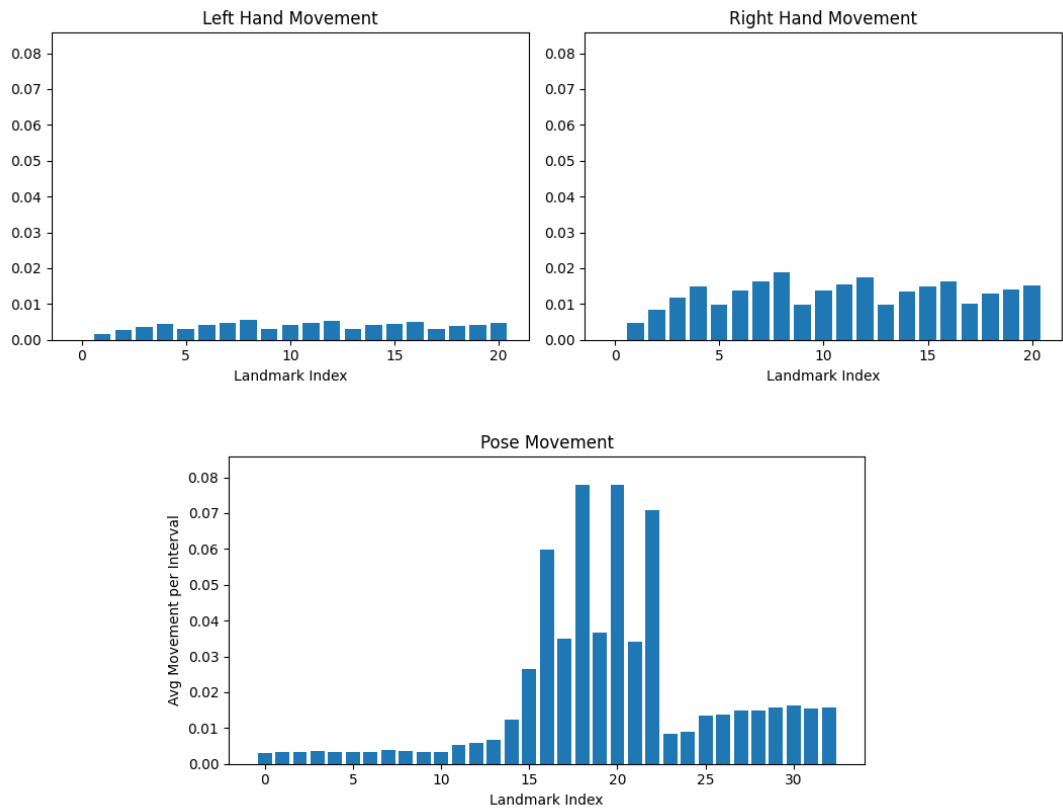 Left Hand Movement
Right Hand Movement
0.08
0.07
0.06
0.05
0.04
0.03
0.02
0.01
0.00
0 5 10 15 20
Landmark Index
0.08
0.07
0.06
0.05
0.04
0.03
0.02
0.01
0.00
0 5 10 15 20
Landmark Index
Pose Movement
Avg Movement per Interval
0.08
0.07
0.06
0.05
0.04
0.03
0.02
0.01
0.00
0 5 10 15 20 25 30
Landmark Index